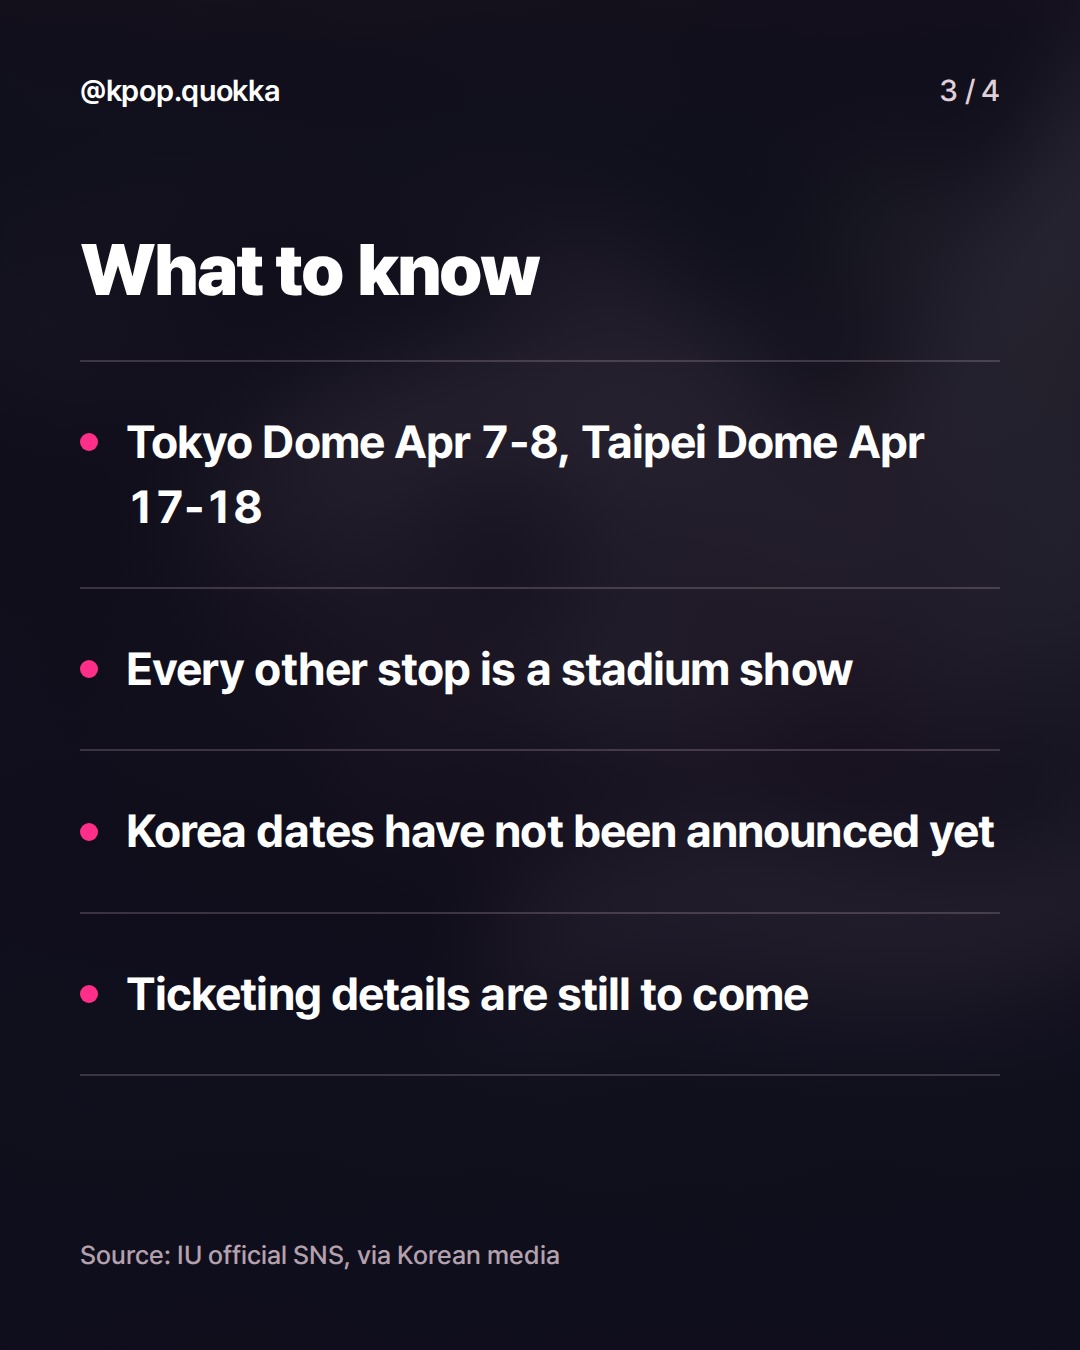 @kpop.quokka
3 / 4
What to know
Tokyo Dome Apr 7-8, Taipei Dome Apr
17-18
Every other stop is a stadium show
Korea dates have not been announced yet
Ticketing details are still to come
Source: IU official SNS, via Korean media